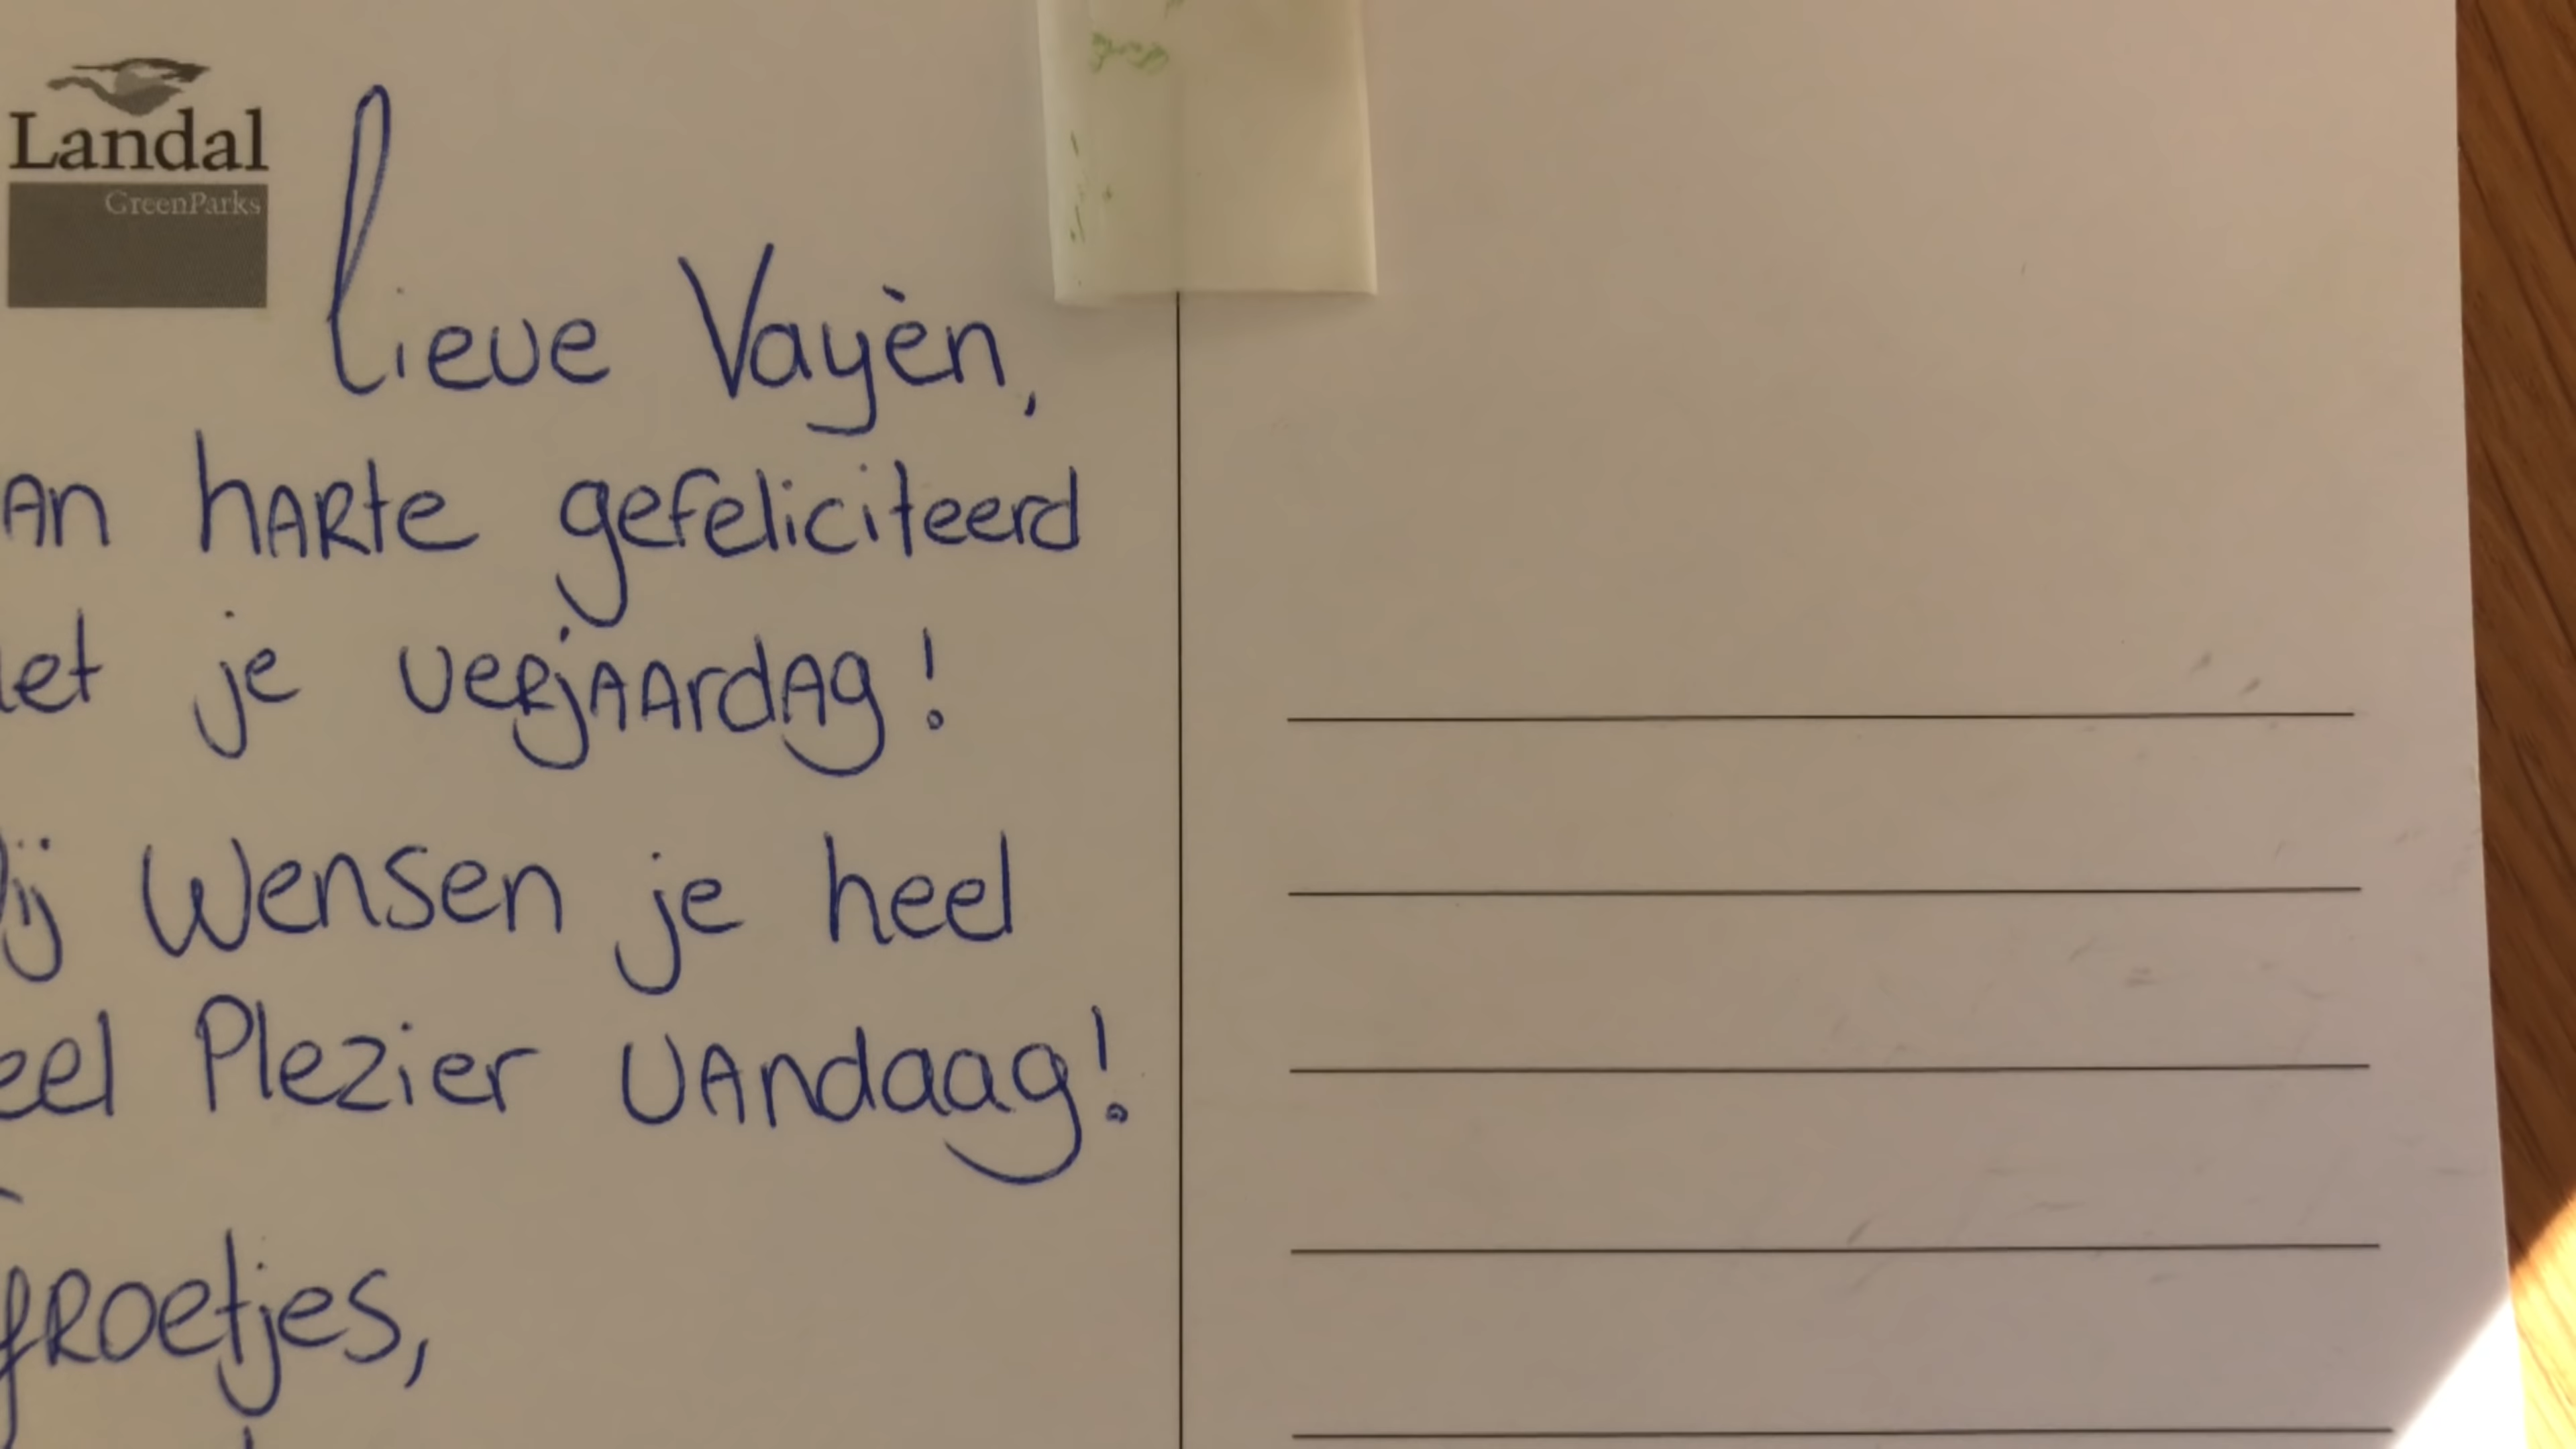 Landal
GreenParks
lieve Vayèn,
An hARte gefeliciteerd
et je verjAArdAg!
ij Wensen je heel
eel Plezier vAndaag!
gROetjes,